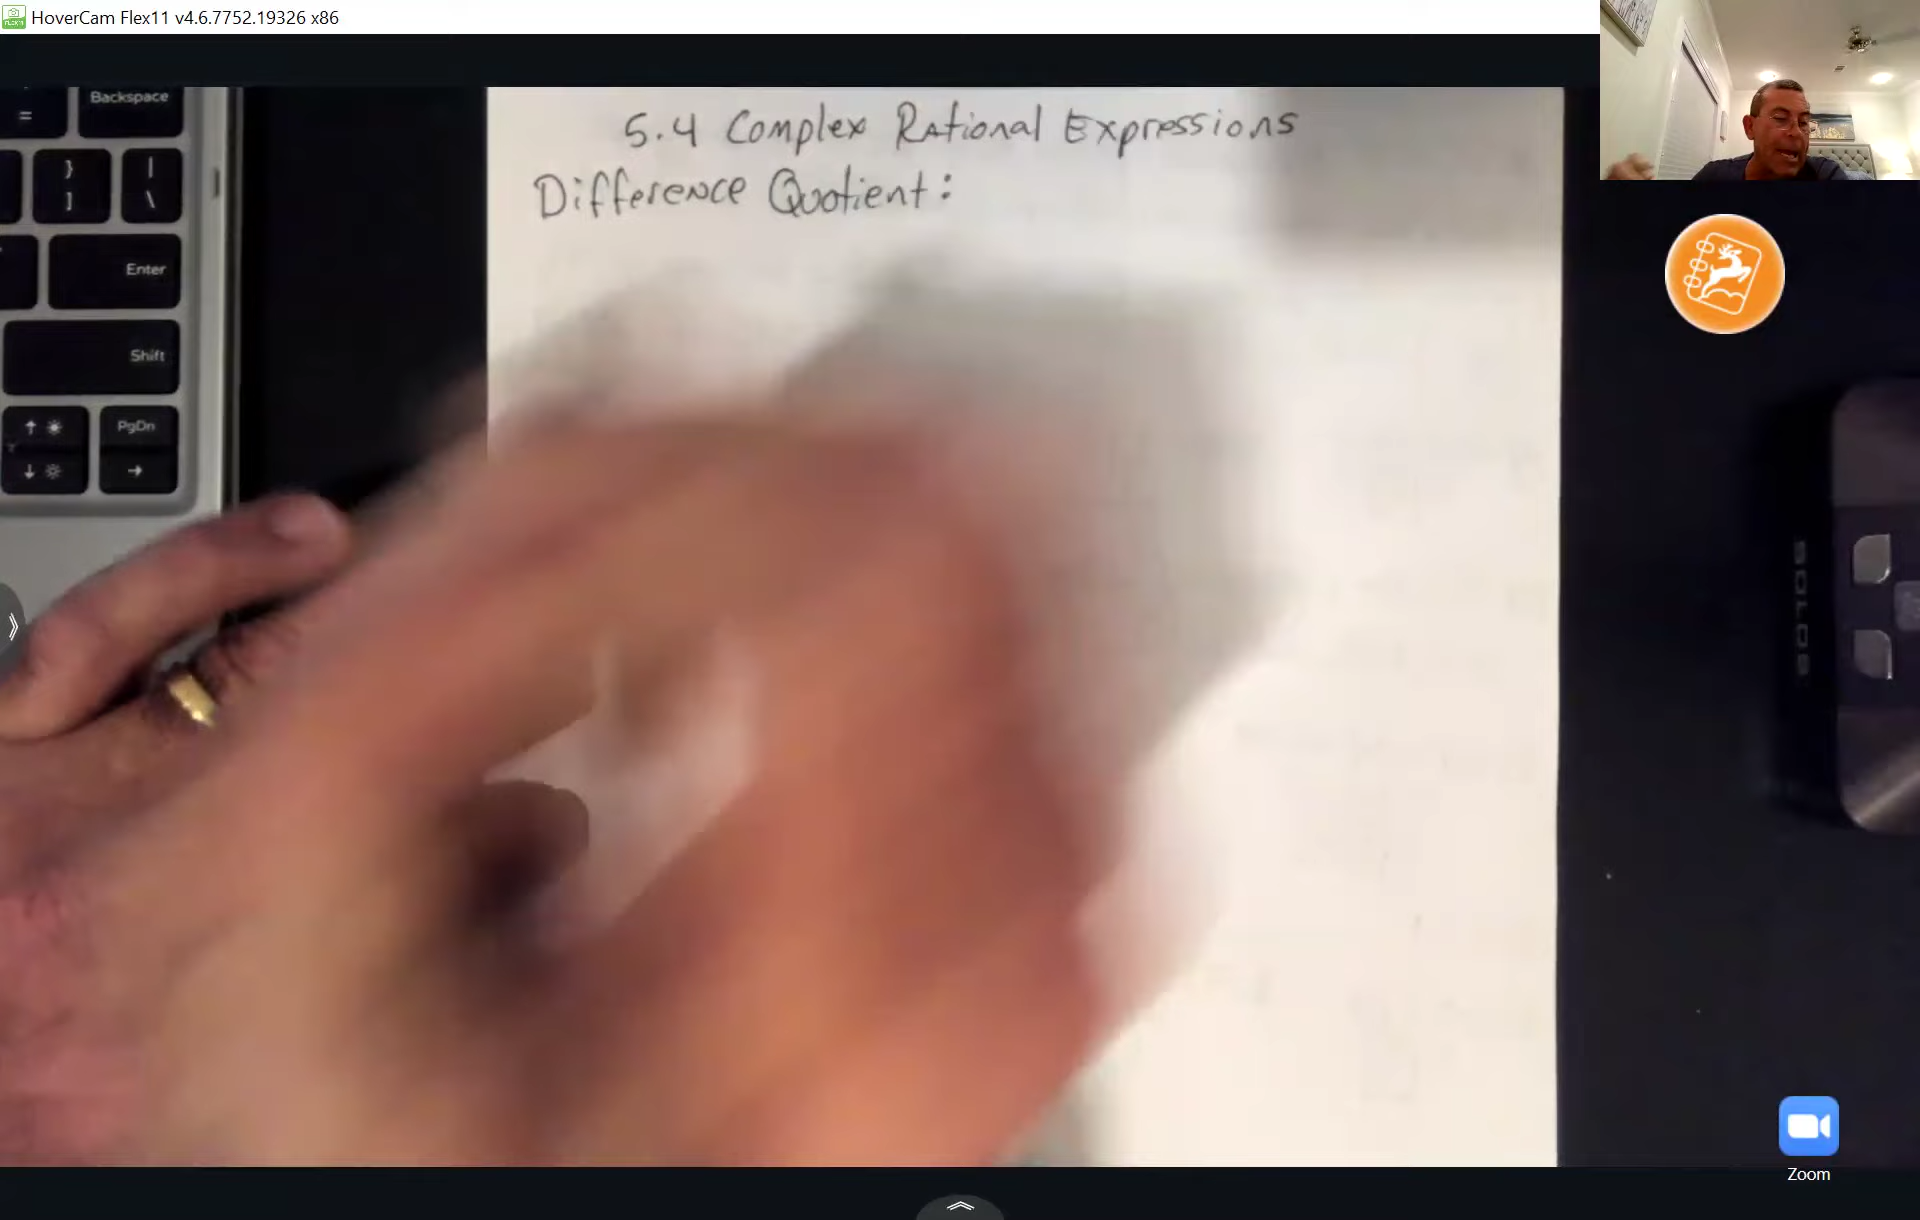 HoverCam Flex11 v4.6.7752.19326 x86
5.4 Complex Rational Expressions
Difference Quotient:
= Backspace
} ]
| \
Enter
Shift
PgDn
SOLOS
Zoom